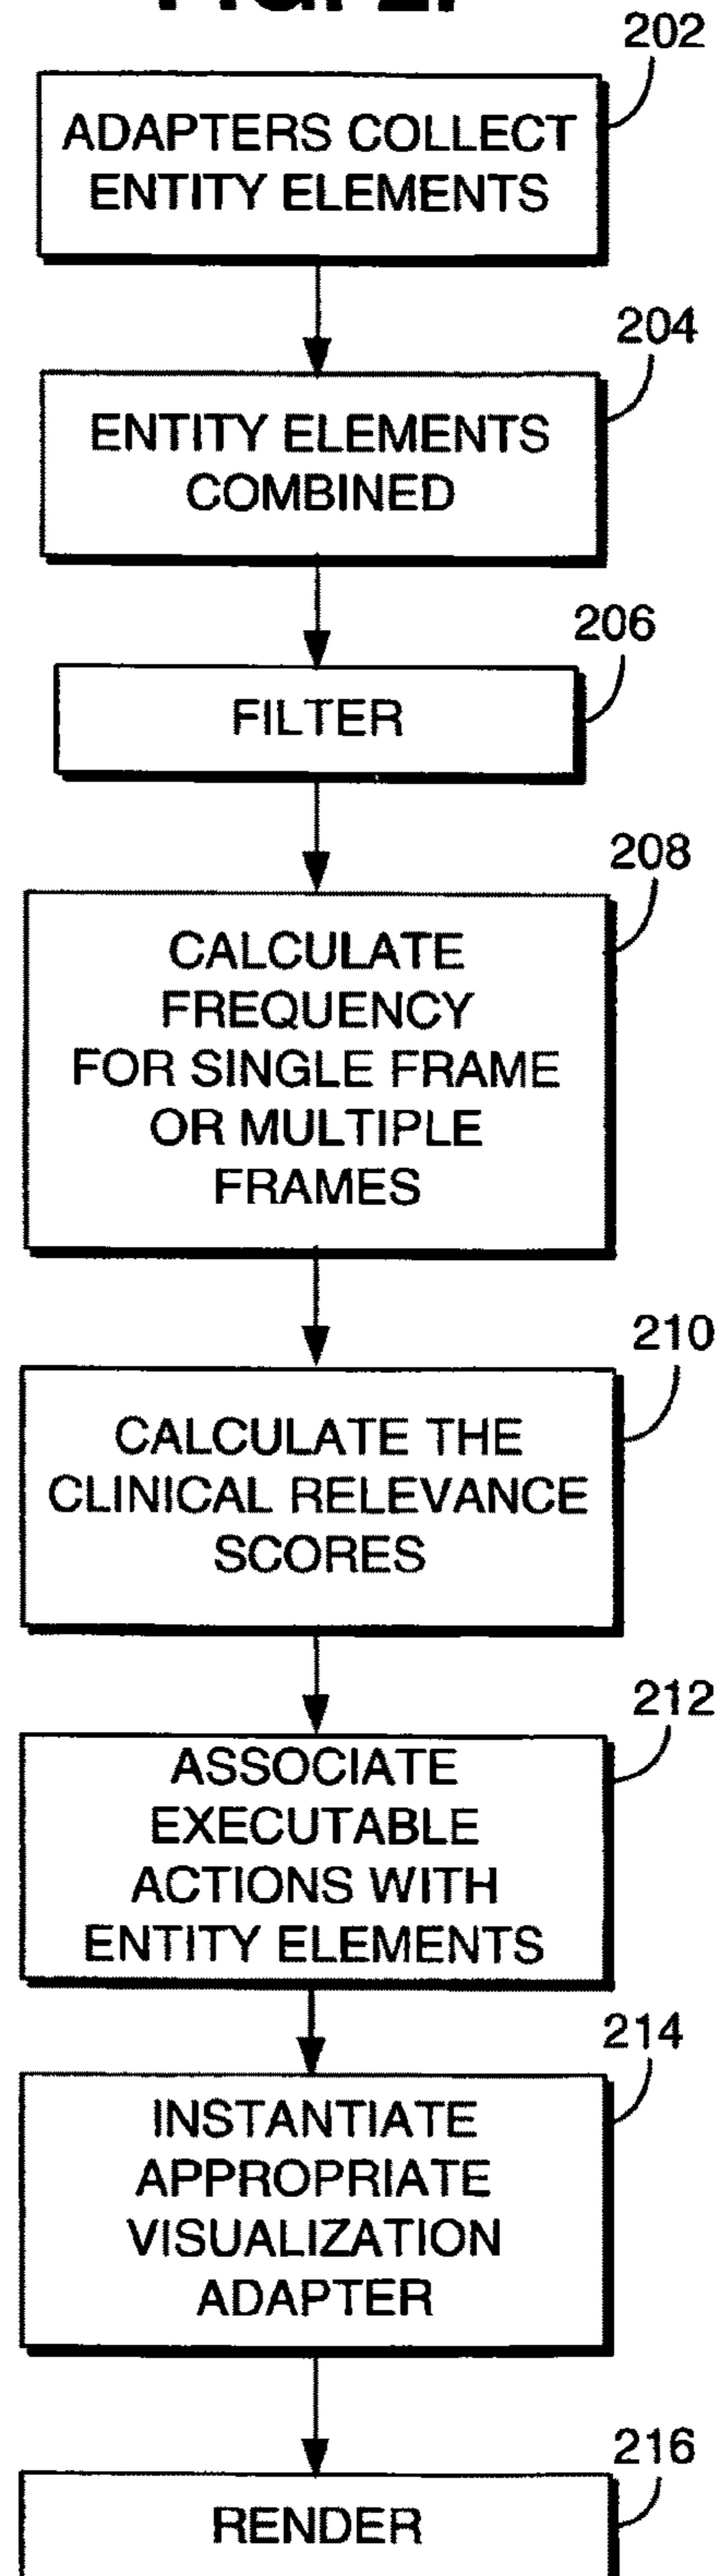 202
ADAPTERS COLLECT
ENTITY ELEMENTS
204
ENTITY ELEMENTS
COMBINED
206
FILTER
208
CALCULATE
FREQUENCY
FOR SINGLE FRAME
OR MULTIPLE
FRAMES
210
CALCULATE THE
CLINICAL RELEVANCE
SCORES
212
ASSOCIATE
EXECUTABLE
ACTIONS WITH
ENTITY ELEMENTS
214
INSTANTIATE
APPROPRIATE
VISUALIZATION
ADAPTER
216
RENDER